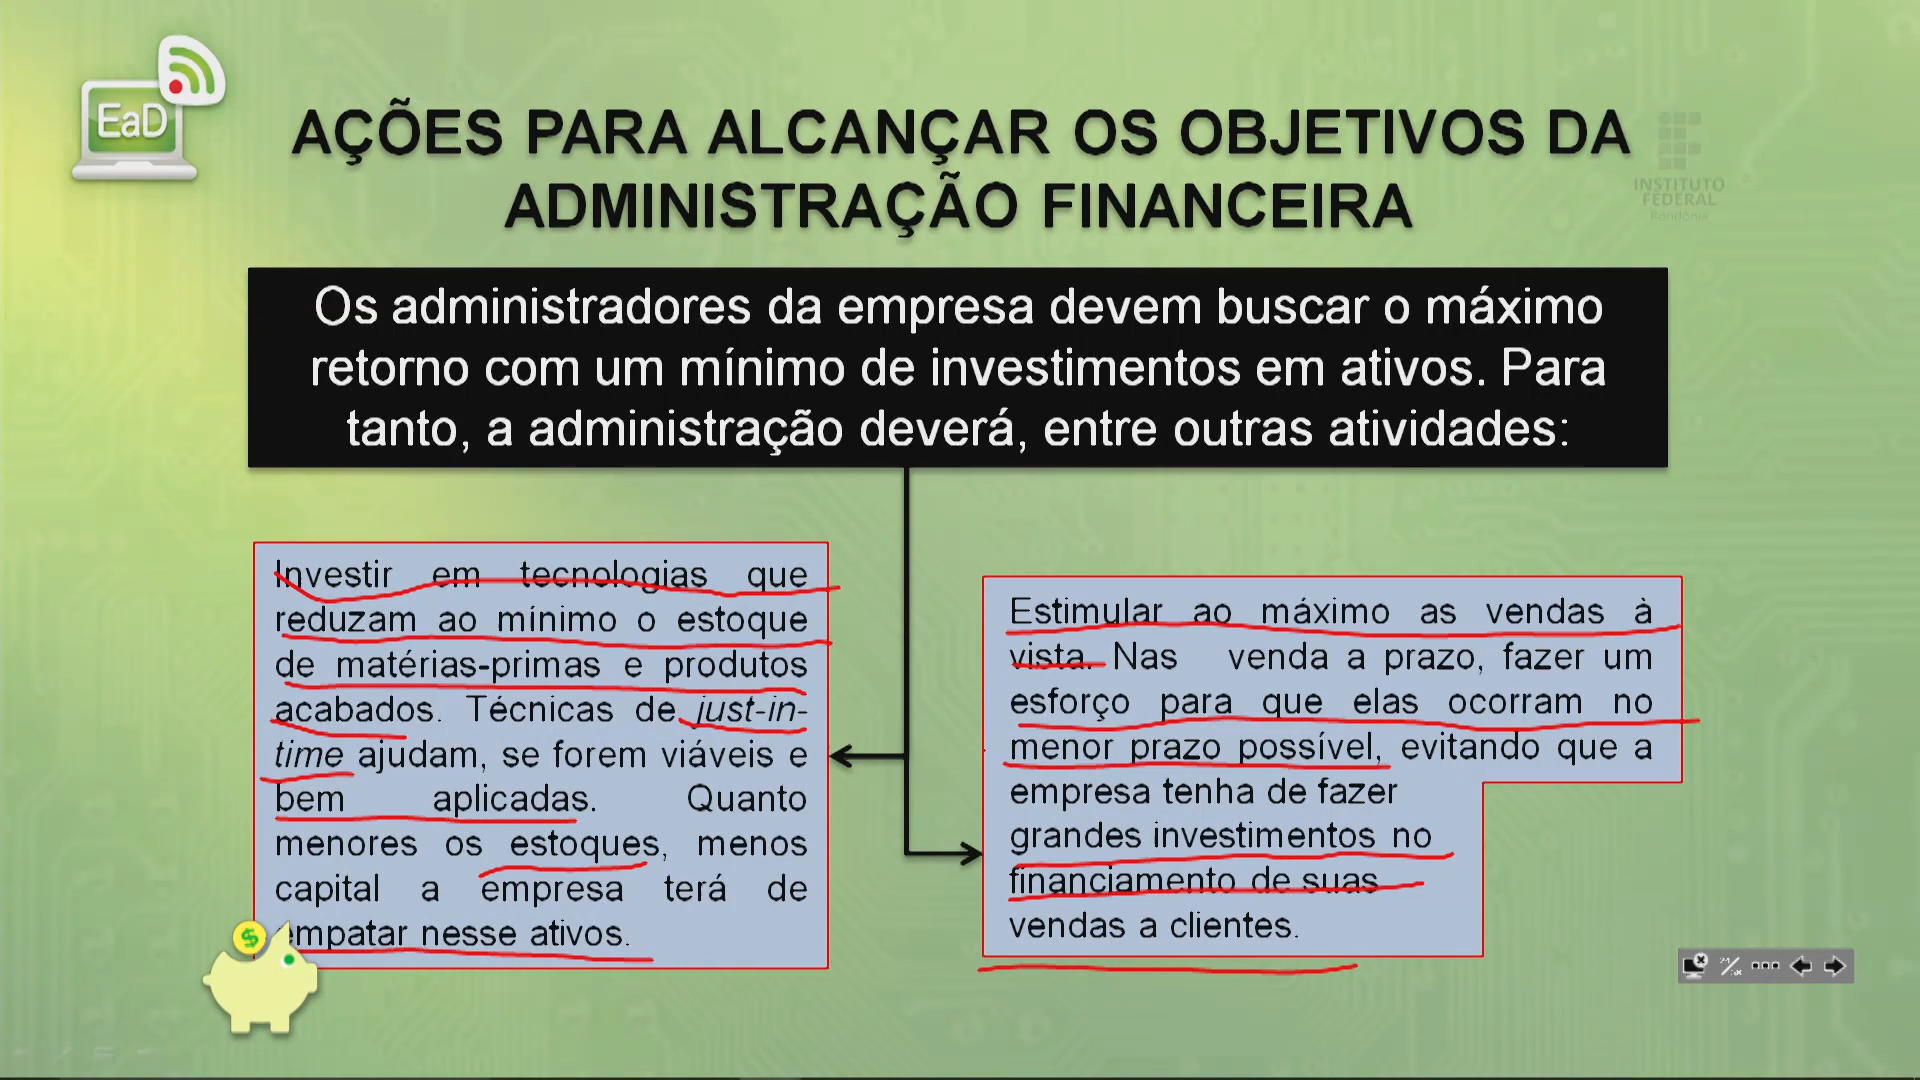 EaD
AÇÕES PARA ALCANÇAR OS OBJETIVOS DA
ADMINISTRAÇÃO FINANCEIRA
INSTITUTO
FEDERAL
Rondônia
Os administradores da empresa devem buscar o máximo
retorno com um mínimo de investimentos em ativos. Para
tanto, a administração deverá, entre outras atividades:
Investir em tecnologias que
reduzam ao mínimo o estoque
de matérias-primas e produtos
acabados. Técnicas de just-in-
time ajudam, se forem viáveis e
bem aplicadas. Quanto
menores os estoques, menos
capital a empresa terá de
empatar nesse ativos.
Estimular ao máximo as vendas à
vista. Nas venda a prazo, fazer um
esforço para que elas ocorram no
menor prazo possível, evitando que a
empresa tenha de fazer
grandes investimentos no
financiamento de suas
vendas a clientes.
$